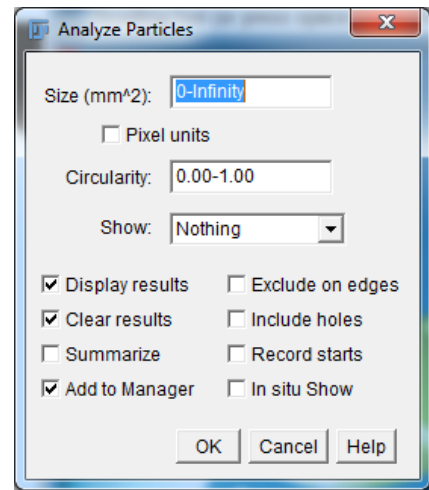 Analyze Particles
Size (mm^2): 0-Infinity
Pixel units
Circularity: 0.00-1.00
Show: Nothing
Display results Exclude on edges
Clear results Include holes
Summarize Record starts
Add to Manager In situ Show
OK Cancel Help